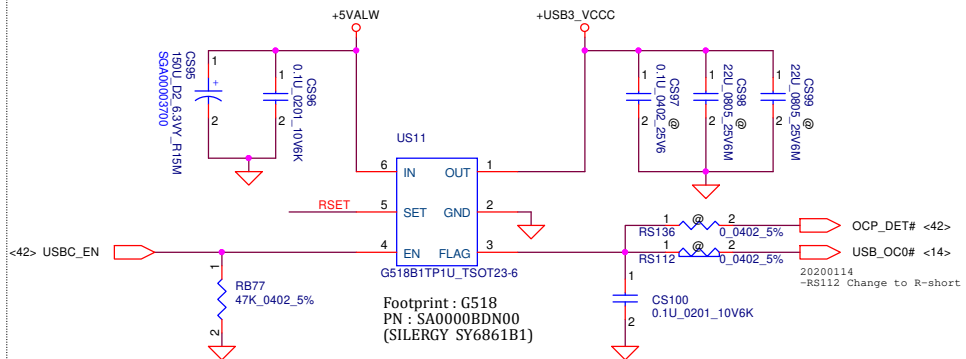 +5VALW
+USB3_VCCC
1
2
+
CS95
150U_D2_6.3VY_R15M
SGA00003700
1
2
CS96
0.1U_0201_10V6K
1
2
CS97
0.1U_0402_25V6
@
1
2
CS98
22U_0805_25V6M
@
1
2
CS99
22U_0805_25V6M
@
US11
6 IN OUT 1
RSET 5 SET GND 2
<42> USBC_EN 4 EN FLAG 3
G518B1TP1U_TSOT23-6
1 @ 2
RS136 0_0402_5%
OCP_DET# <42>
1 @ 2
RS112 0_0402_5%
USB_OC0# <14>
20200114
-RS112 Change to R-short
1
RB77
47K_0402_5%
2
Footprint : G518
PN : SA0000BDN00
(SILERGY SY6861B1)
1
CS100
0.1U_0201_10V6K
2